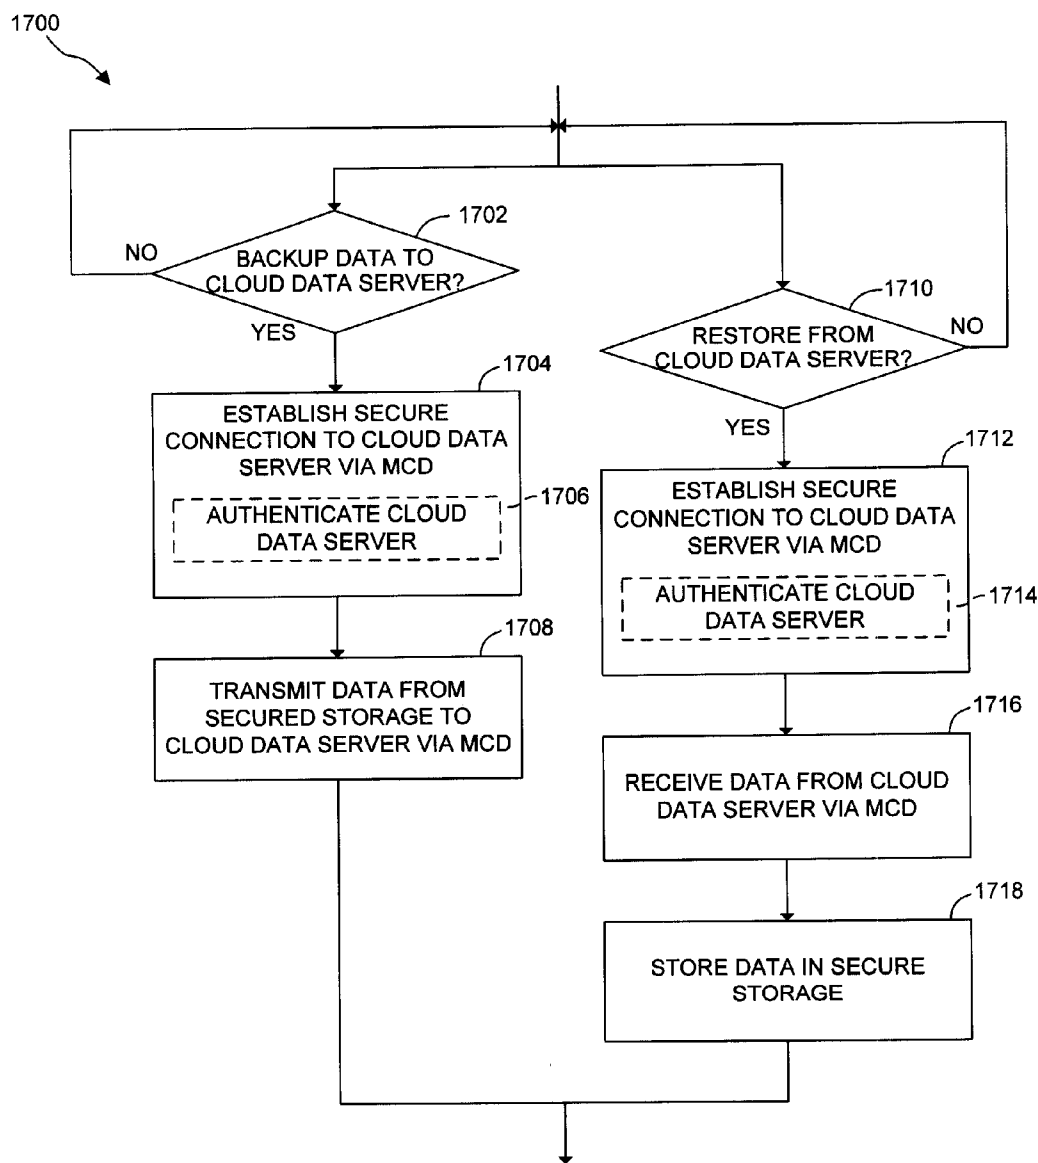 1700
1702
NO
BACKUP DATA TO
CLOUD DATA SERVER?
YES
1710
NO
RESTORE FROM
CLOUD DATA SERVER?
YES
1704
ESTABLISH SECURE
CONNECTION TO CLOUD DATA
SERVER VIA MCD
1706
AUTHENTICATE CLOUD
DATA SERVER
1708
TRANSMIT DATA FROM
SECURED STORAGE TO
CLOUD DATA SERVER VIA MCD
1712
ESTABLISH SECURE
CONNECTION TO CLOUD DATA
SERVER VIA MCD
AUTHENTICATE CLOUD
DATA SERVER
1714
1716
RECEIVE DATA FROM CLOUD
DATA SERVER VIA MCD
1718
STORE DATA IN SECURE
STORAGE